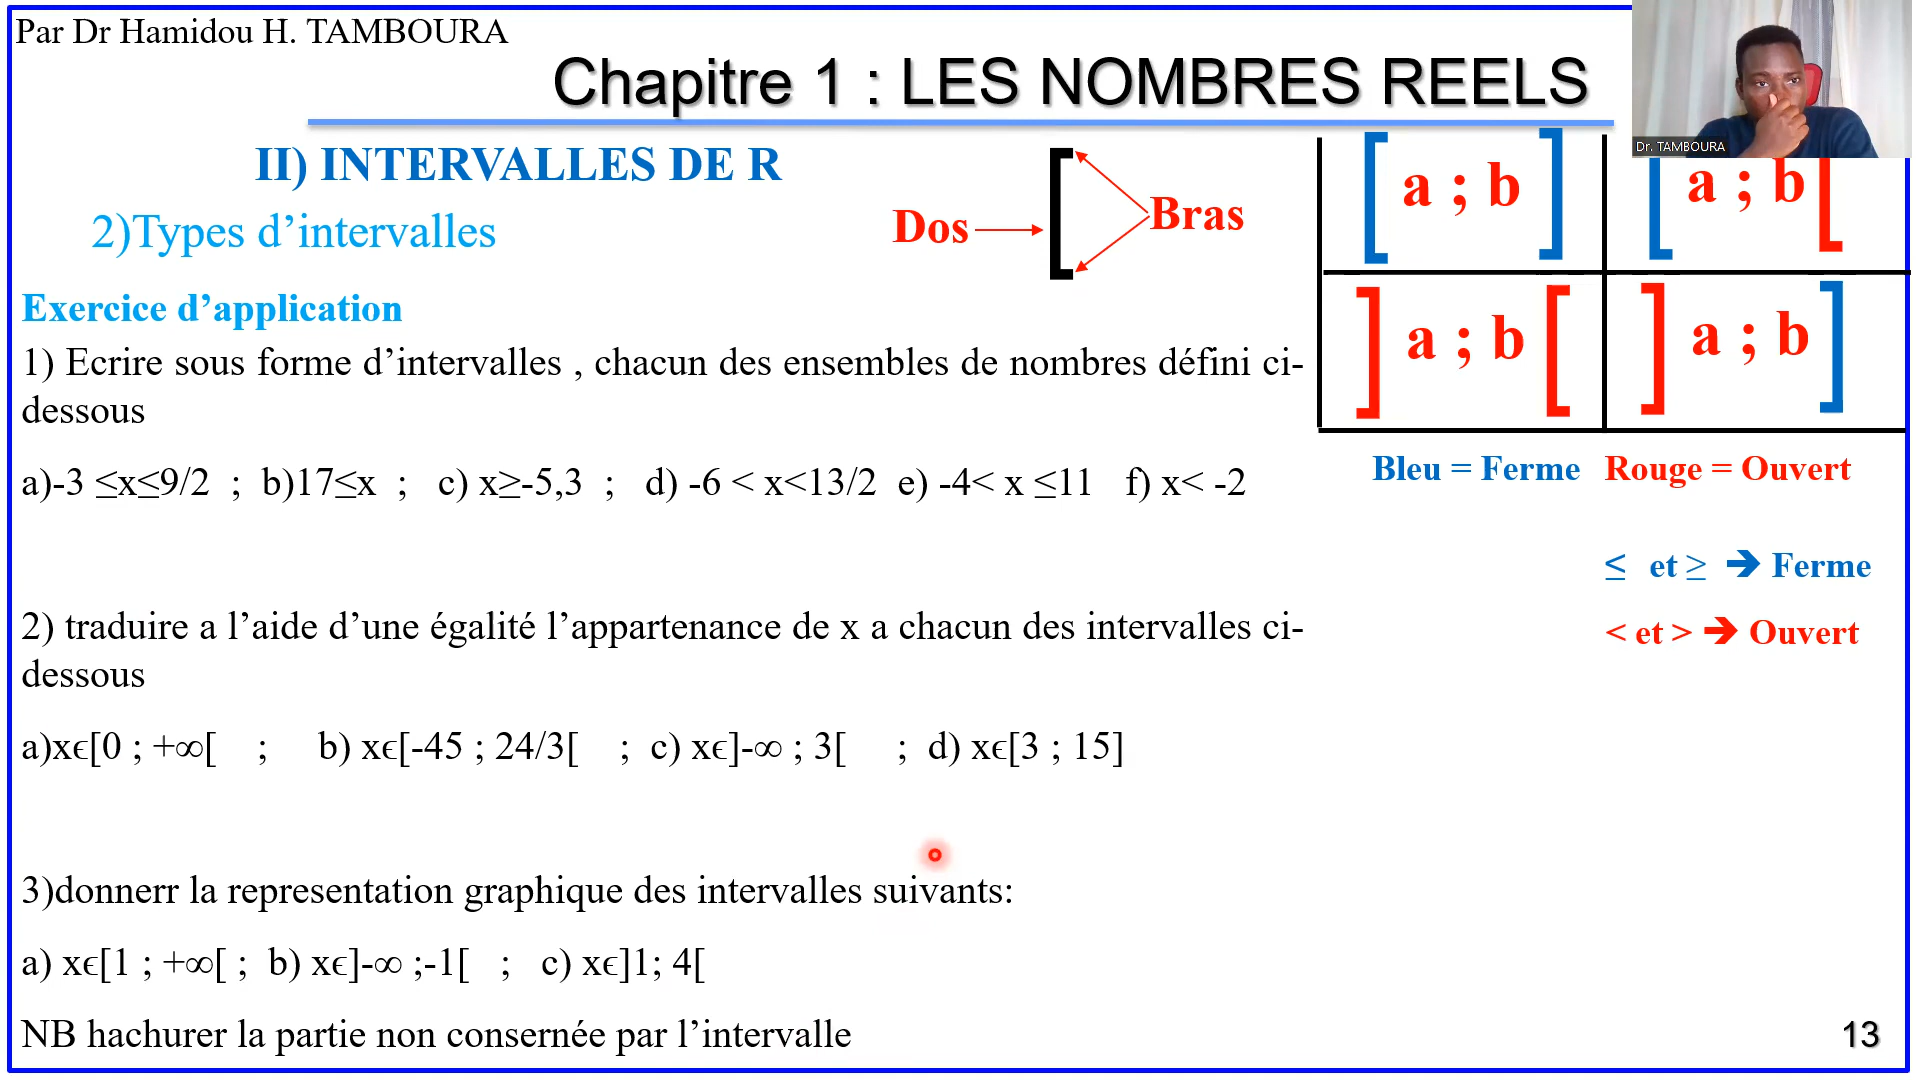 Par Dr Hamidou H. TAMBOURA
Chapitre 1 : LES NOMBRES REELS
Dr. TAMBOURA
II) INTERVALLES DE R
2)Types d’intervalles
Dos
Bras
[ a ; b ]
[ a ; b [
] a ; b [
] a ; b ]
Bleu = Ferme Rouge = Ouvert
≤ et ≥ ➔ Ferme
< et > ➔ Ouvert
Exercice d’application
1) Ecrire sous forme d’intervalles , chacun des ensembles de nombres défini ci-
dessous
a)-3 ≤x≤9/2 ; b)17≤x ; c) x≥-5,3 ; d) -6 < x<13/2 e) -4< x ≤11 f) x< -2
2) traduire a l’aide d’une égalité l’appartenance de x a chacun des intervalles ci-
dessous
a)xϵ[0 ; +∞[ ; b) xϵ[-45 ; 24/3[ ; c) xϵ]-∞ ; 3[ ; d) xϵ[3 ; 15]
3)donnerr la representation graphique des intervalles suivants:
a) xϵ[1 ; +∞[ ; b) xϵ]-∞ ;-1[ ; c) xϵ]1; 4[
NB hachurer la partie non consernée par l’intervalle
13